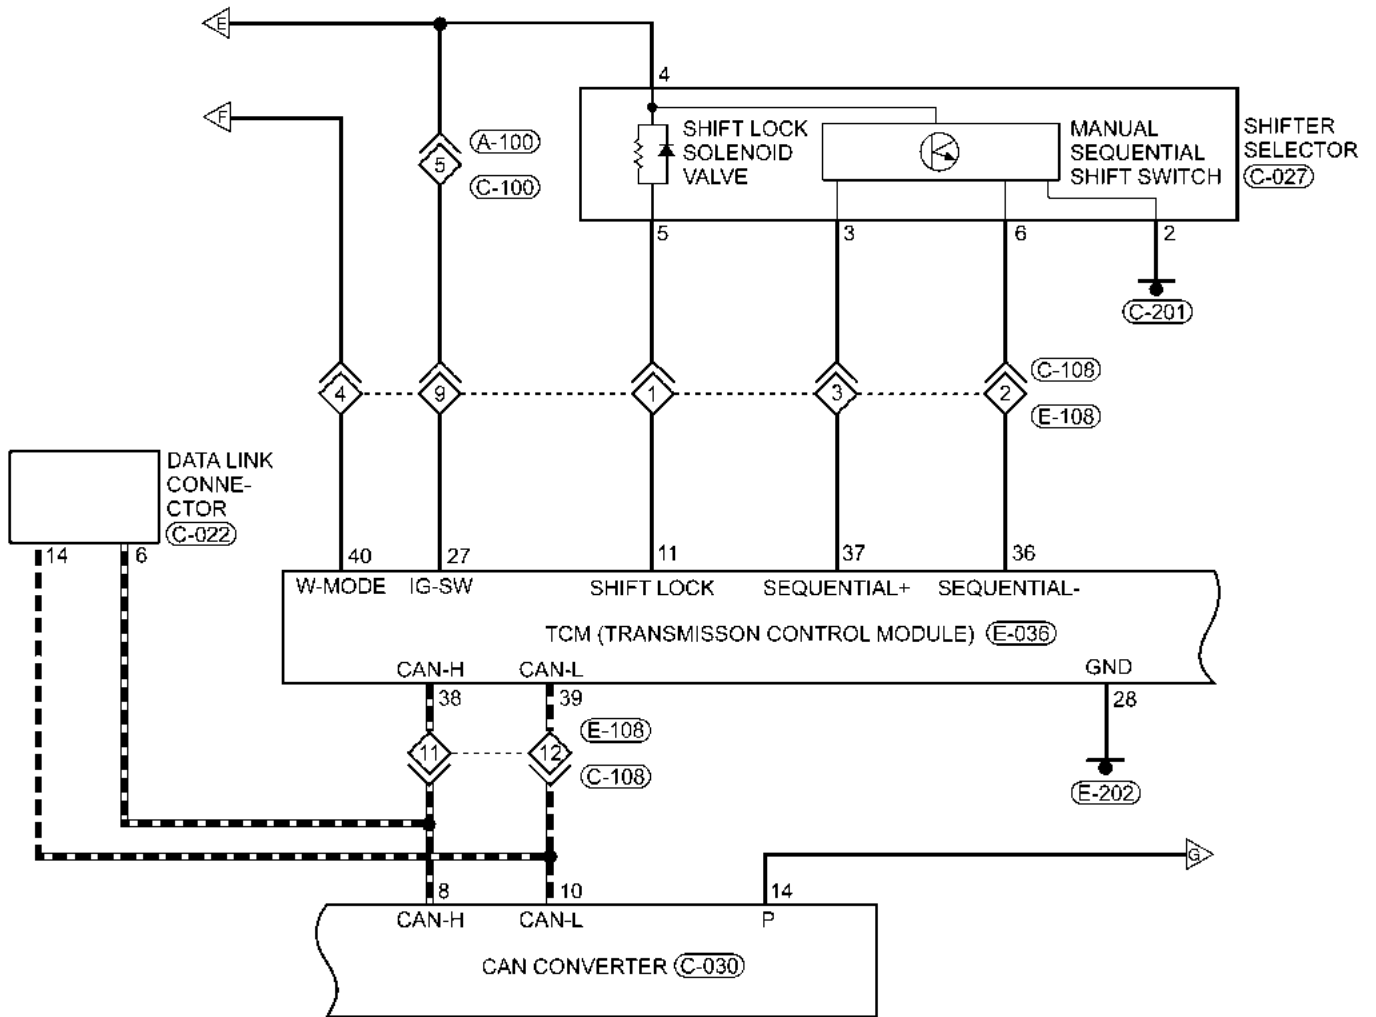 E
4
F
A-100
5
C-100
SHIFT LOCK
SOLENOID
VALVE
MANUAL
SEQUENTIAL
SHIFT SWITCH
SHIFTER
SELECTOR
C-027
5
3
6
2
C-201
4
9
1
3
2
C-108
E-108
DATA LINK
CONNE-
CTOR
C-022
14
6
40
27
11
37
36
W-MODE
IG-SW
SHIFT LOCK
SEQUENTIAL+
SEQUENTIAL-
TCM (TRANSMISSON CONTROL MODULE)
E-036
CAN-H
CAN-L
GND
38
39
28
E-108
11
12
C-108
E-202
G
8
10
14
CAN-H
CAN-L
P
CAN CONVERTER
C-030